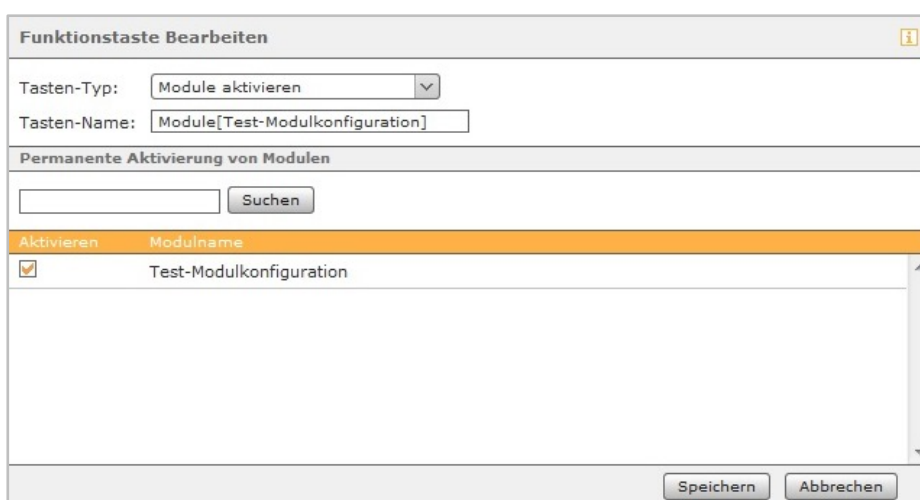 Funktionstaste Bearbeiten
Tasten-Typ: Module aktivieren
Tasten-Name: Module[Test-Modulkonfiguration]
Permanente Aktivierung von Modulen
Suchen
Aktivieren Modulname
Test-Modulkonfiguration
Speichern Abbrechen